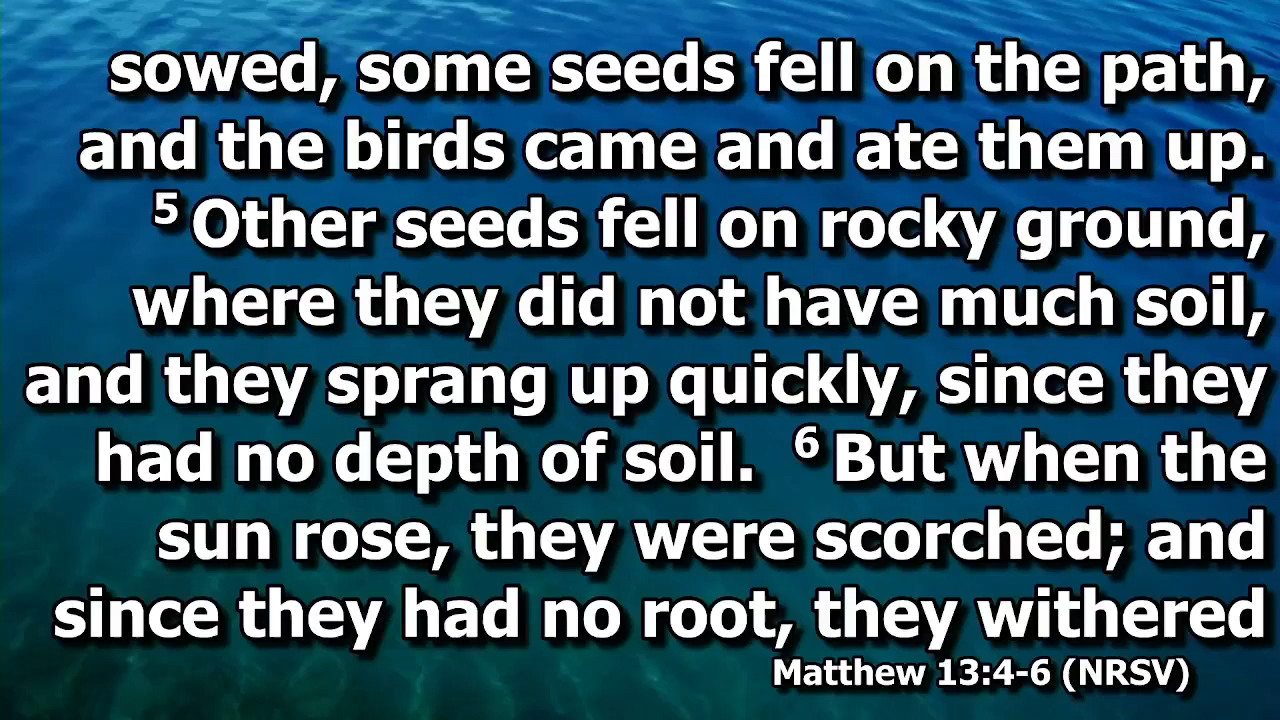 sowed, some seeds fell on the path,
and the birds came and ate them up.
5 Other seeds fell on rocky ground,
where they did not have much soil,
and they sprang up quickly, since they
had no depth of soil. 6 But when the
sun rose, they were scorched; and
since they had no root, they withered
Matthew 13:4-6 (NRSV)